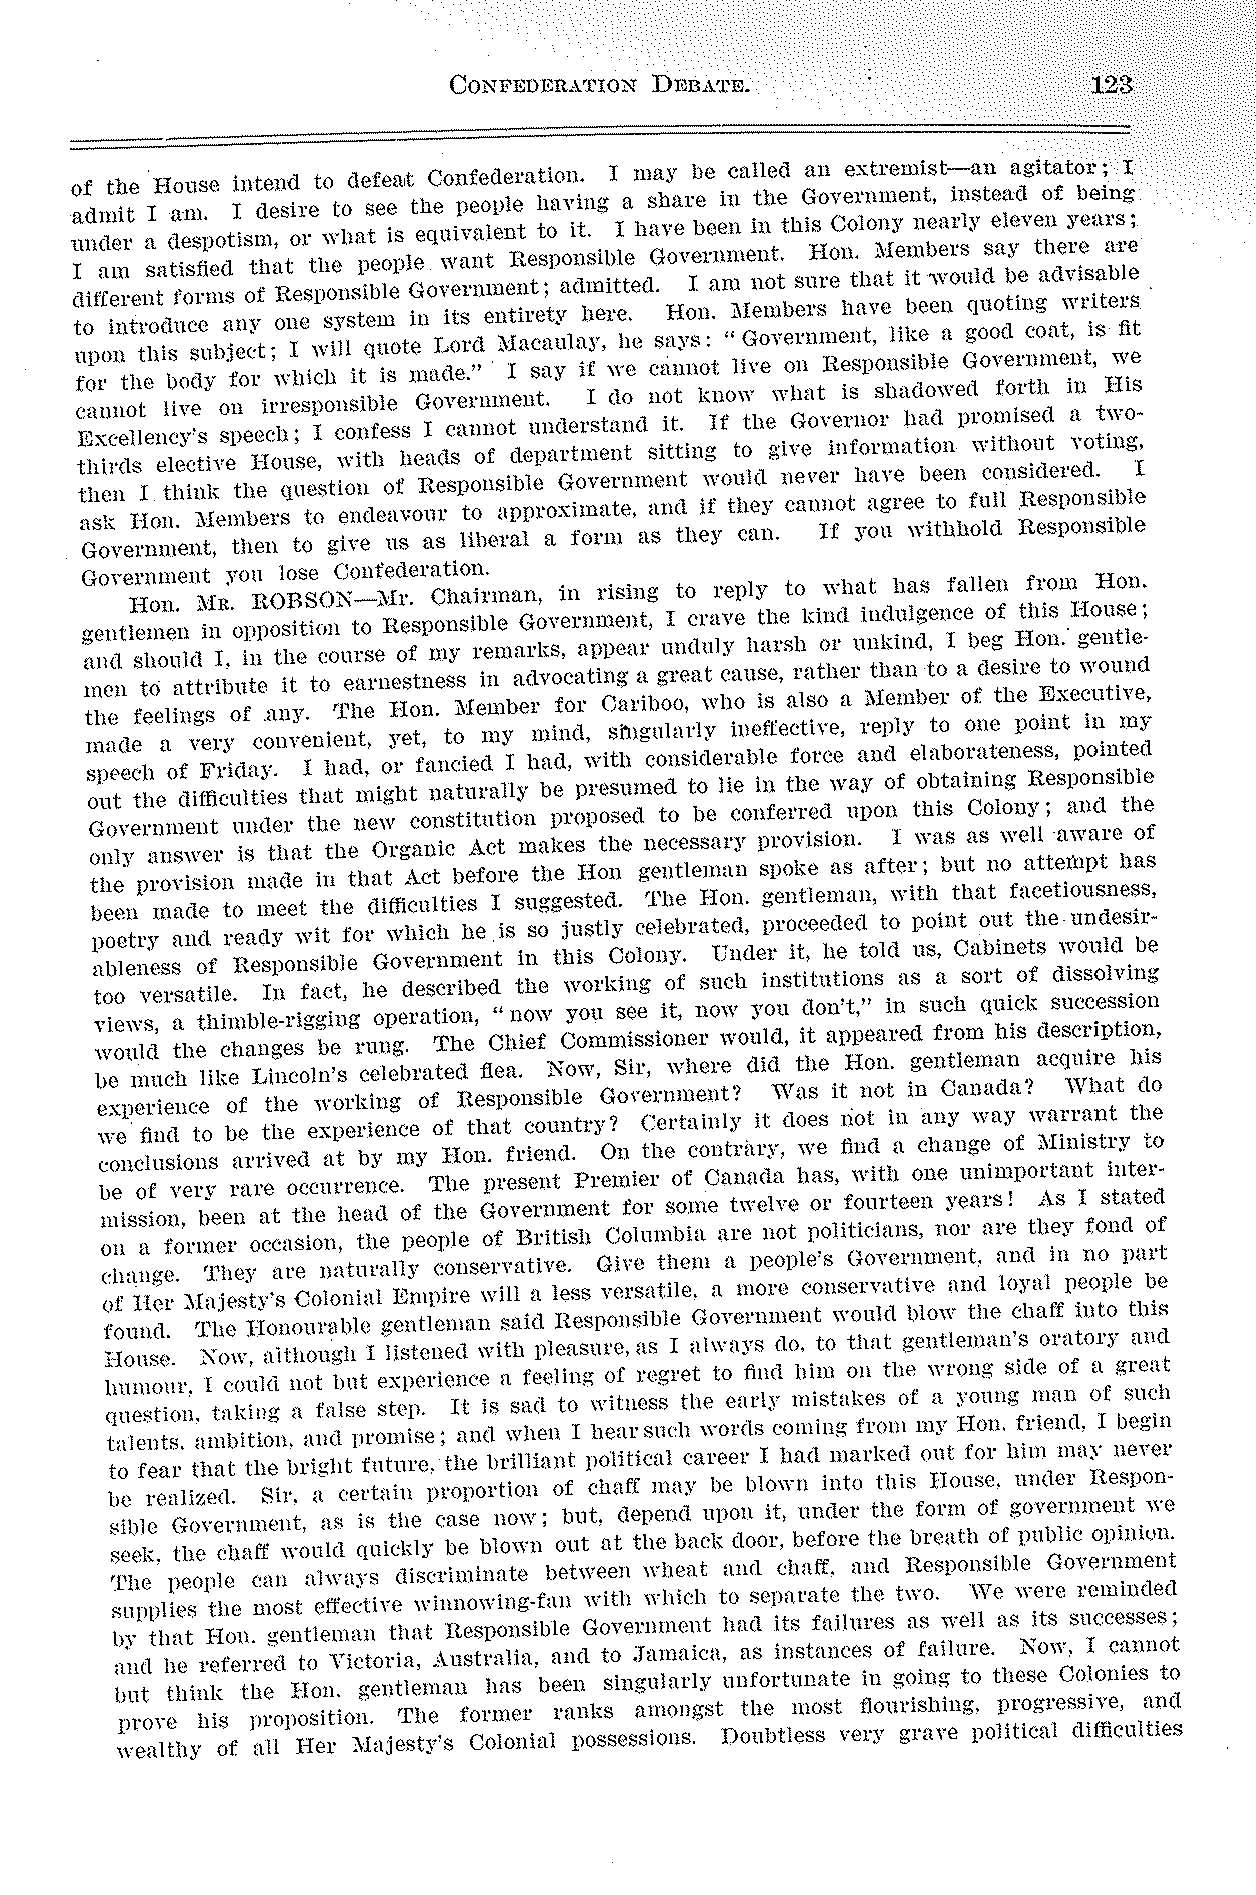 CONFEDERATION DEBATE. 123
of the House intend to defeat Confederation. I may be called an extremist—an agitator; I
admit I am. I desire to see the people having a share in the Government, instead of being
under a despotism, or what is equivalent to it. I have been in this Colony nearly eleven years;
I am satisfied that the people want Responsible Government. Hon. Members say there are
different forms of Responsible Government; admitted. I am not sure that it would be advisable
to introduce any one system in its entirety here. Hon. Members have been quoting writers
upon this subject; I will quote Lord Macaulay, he says: "Government, like a good coat, is fit
for the body for which it is made." I say if we cannot live on Responsible Government, we
cannot live on irresponsible Government. I do not know what is shadowed forth in His
Excellency's speech; I confess I cannot understand it. If the Governor had promised a two-
thirds elective House, with heads of department sitting to give information without voting,
then I think the question of Responsible Government would never have been considered. I
ask Hon. Members to endeavour to approximate, and if they cannot agree to full Responsible
Government, then to give us as liberal a form as they can. If you withhold Responsible
Government you lose Confederation.
Hon. MR. ROBSON—Mr. Chairman, in rising to reply to what has fallen from Hon.
gentlemen in opposition to Responsible Government, I crave the kind indulgence of this House;
and should I, in the course of my remarks, appear unduly harsh or unkind, I beg Hon. gentle-
men to attribute it to earnestness in advocating a great cause, rather than to a desire to wound
the feelings of any. The Hon. Member for Cariboo, who is also a Member of the Executive,
made a very convenient, yet, to my mind, singularly ineffective, reply to one point in my
speech of Friday. I had, or fancied I had, with considerable force and elaborateness, pointed
out the difficulties that might naturally be presumed to lie in the way of obtaining Responsible
Government under the new constitution proposed to be conferred upon this Colony; and the
only answer is that the Organic Act makes the necessary provision. I was as well aware of
the provision made in that Act before the Hon gentleman spoke as after; but no attempt has
been made to meet the difficulties I suggested. The Hon. gentleman, with that facetiousness,
poetry and ready wit for which he is so justly celebrated, proceeded to point out the undesir-
ableness of Responsible Government in this Colony. Under it, he told us, Cabinets would be
too versatile. In fact, he described the working of such institutions as a sort of dissolving
views, a thimble-rigging operation, "now you see it, now you don't," in such quick succession
would the changes be rung. The Chief Commissioner would, it appeared from his description,
be much like Lincoln's celebrated flea. Now, Sir, where did the Hon. gentleman acquire his
experience of the working of Responsible Government? Was it not in Canada? What do
we find to be the experience of that country? Certainly it does not in any way warrant the
conclusions arrived at by my Hon. friend. On the contrary, we find a change of Ministry to
be of very rare occurrence. The present Premier of Canada has, with one unimportant inter-
mission, been at the head of the Government for some twelve or fourteen years! As I stated
on a former occasion, the people of British Columbia are not politicians, nor are they fond of
change. They are naturally conservative. Give them a people's Government, and in no part
of Her Majesty's Colonial Empire will a less versatile, a more conservative and loyal people be
found. The Honourable gentleman said Responsible Government would blow the chaff into this
House. Now, although I listened with pleasure, as I always do, to that gentleman's oratory and
humour, I could not but experience a feeling of regret to find him on the wrong side of a great
question, taking a false step. It is sad to witness the early mistakes of a young man of such
talents, ambition, and promise; and when I hear such words coming from my Hon. friend, I begin
to fear that the bright future, the brilliant political career I had marked out for him may never
be realized. Sir, a certain proportion of chaff may be blown into this House, under Respon-
sible Government, as is the case now; but, depend upon it, under the form of government we
seek, the chaff would quickly be blown out at the back door, before the breath of public opinion.
The people can always discriminate between wheat and chaff, and Responsible Government
supplies the most effective winnowing-fan with which to separate the two. We were reminded
by that Hon. gentleman that Responsible Government had its failures as well as its successes;
and he referred to Victoria, Australia, and to Jamaica, as instances of failure. Now, I cannot
but think the Hon. gentleman has been singularly unfortunate in going to these Colonies to
prove his proposition. The former ranks amongst the most flourishing, progressive, and
wealthy of all Her Majesty's Colonial possessions. Doubtless very grave political difficulties